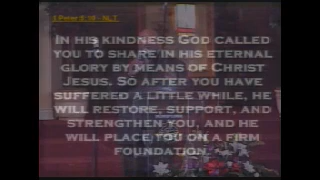 1 Peter 5:10 - NLT
In his kindness God called
you to share in his eternal
glory by means of Christ
Jesus. So after you have
suffered a little while, he
will restore, support, and
strengthen you, and he
will place you on a firm
foundation.